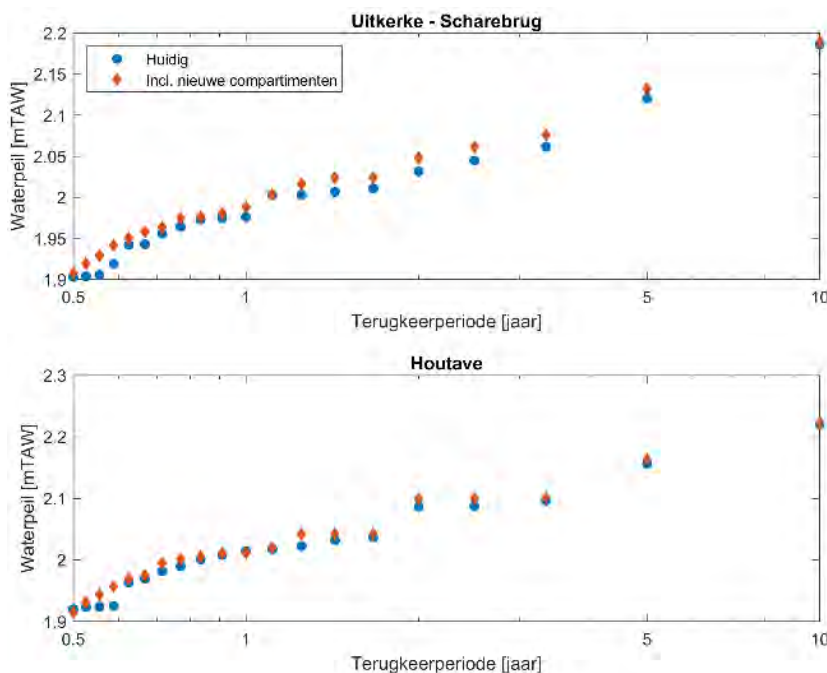 Uitkerke - Scharebrug
Waterpeil [mTAW]
2.2
2.15
2.1
2.05
2
1.95
1.9
Huidig
Incl. nieuwe compartimenten
0.5 1 5 10
Terugkeerperiode [jaar]
Houtave
Waterpeil [mTAW]
2.3
2.2
2.1
2
1.9
0.5 1 5 10
Terugkeerperiode [jaar]